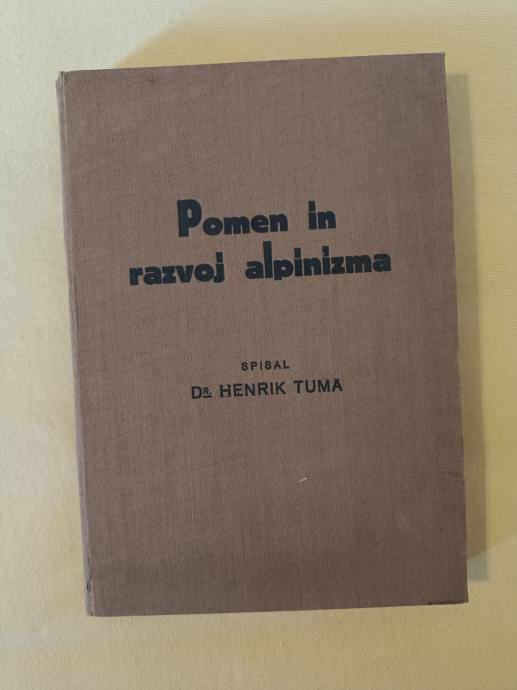 Pomen in
razvoj alpinizma
SPISAL
DR. HENRIK TUMA